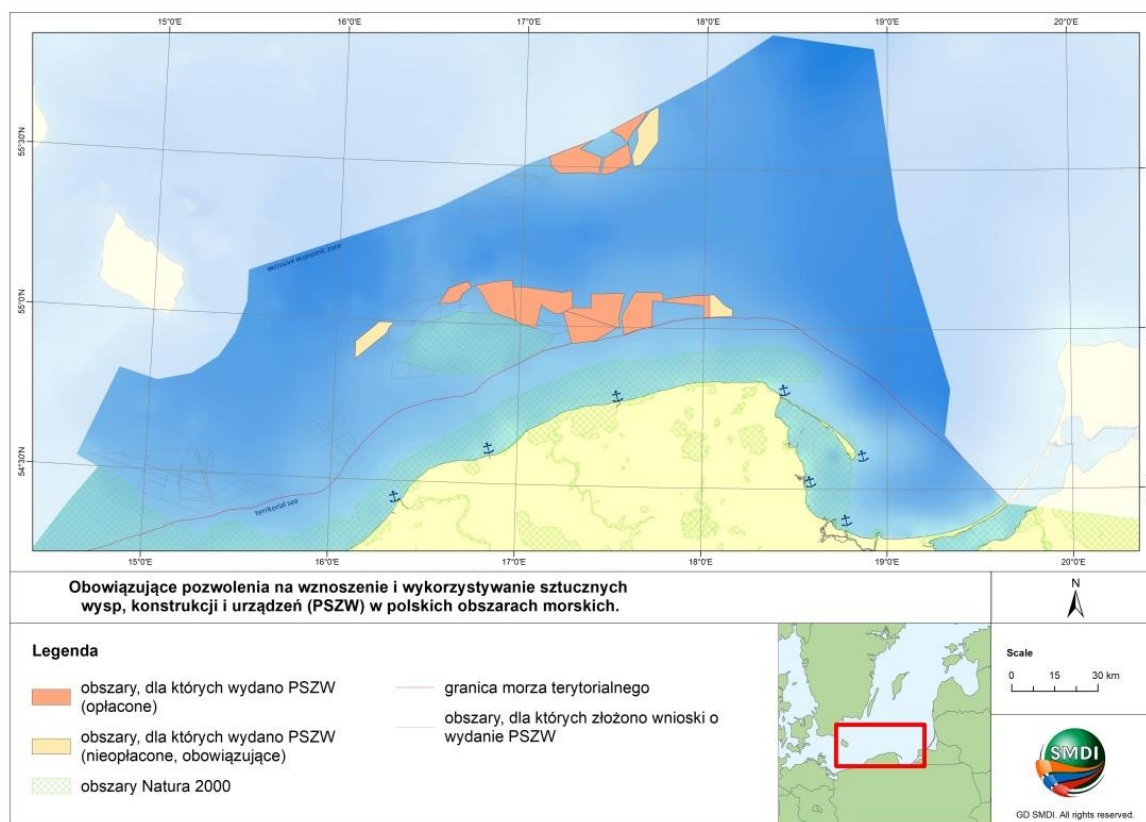 15°0'E 16°0'E 17°0'E 18°0'E 19°0'E 20°0'E
55°30'N
55°0'N
54°30'N
exclusive economic zone
territorial sea
15°0'E 16°0'E 17°0'E 18°0'E 19°0'E 20°0'E
Obowiązujące pozwolenia na wznoszenie i wykorzystywanie sztucznych
wysp, konstrukcji i urządzeń (PSZW) w polskich obszarach morskich.
N
Legenda
obszary, dla których wydano PSZW
(opłacone)
obszary, dla których wydano PSZW
(nieopłacone, obowiązujące)
obszary Natura 2000
granica morza terytorialnego
obszary, dla których złożono wnioski o
wydanie PSZW
Scale
0 15 30 km
SMDI
GD SMDI. All rights reserved.